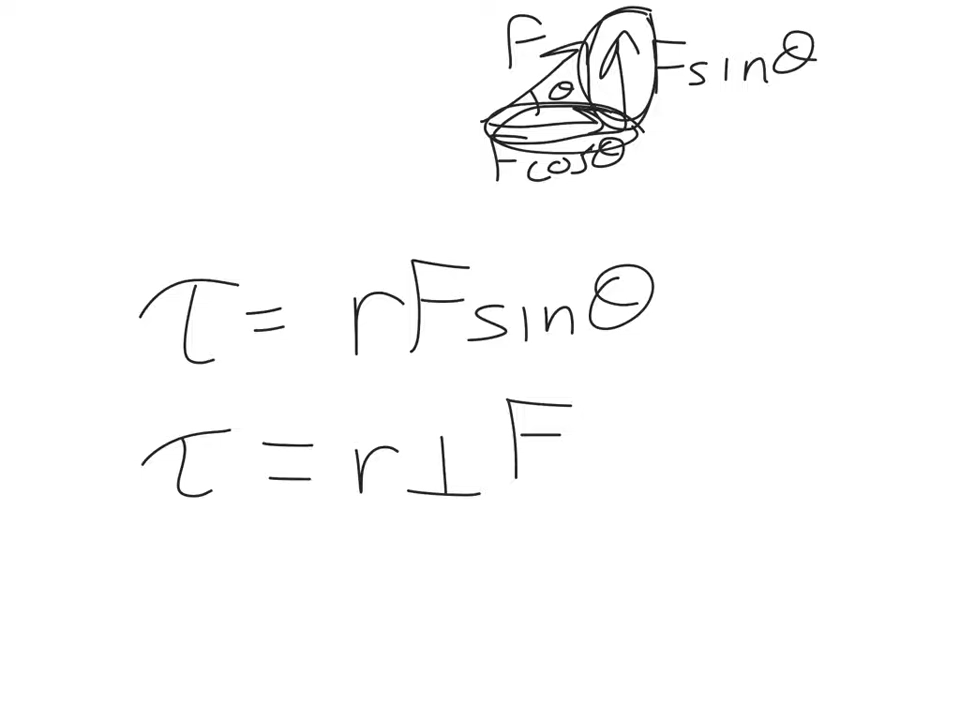 F
θ
F sinθ
F cosθ
τ = rF sinθ
τ = r⊥ F